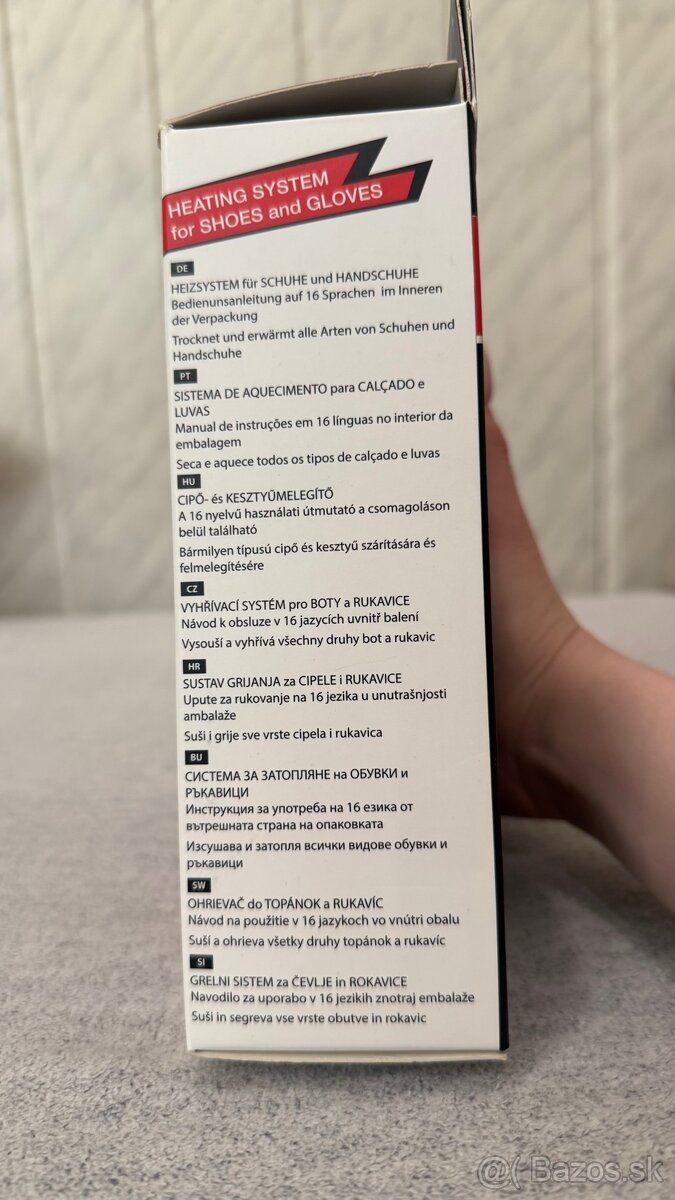 HEATING SYSTEM
for SHOES and GLOVES
DE
HEIZSYSTEM für SCHUHE und HANDSCHUHE
Bedienunsanleitung auf 16 Sprachen im Inneren
der Verpackung
Trocknet und erwärmt alle Arten von Schuhen und
Handschuhe
PT
SISTEMA DE AQUECIMENTO para CALÇADO e
LUVAS
Manual de instruções em 16 línguas no interior da
embalagem
Seca e aquece todos os tipos de calçado e luvas
HU
CIPŐ- és KESZTYŰMELEGÍTŐ
A 16 nyelvű használati útmutató a csomagoláson
belül található
Bármilyen típusú cipő és kesztyű szárítására és
felmelegítésére
CZ
VYHŘÍVACÍ SYSTÉM pro BOTY a RUKAVICE
Návod k obsluze v 16 jazycích uvnitř balení
Vysouší a vyhřívá všechny druhy bot a rukavic
HR
SUSTAV GRIJANJA za CIPELE i RUKAVICE
Upute za rukovanje na 16 jezika u unutrašnjosti
ambalaže
Suši i grije sve vrste cipela i rukavica
BU
СИСТЕМА ЗА ЗАТОПЛЯНЕ на ОБУВКИ и
РЪКАВИЦИ
Инструкция за употреба на 16 езика от
вътрешната страна на опаковката
Изсушава и затопля всички видове обувки и
ръкавици
SW
OHRIEVAČ do TOPÁNOK a RUKAVÍC
Návod na použitie v 16 jazykoch vo vnútri obalu
Suší a ohrieva všetky druhy topánok a rukavíc
SI
GRELNI SISTEM za ČEVLJE in ROKAVICE
Navodilo za uporabo v 16 jezikih znotraj embalaže
Suši in segreva vse vrste obutve in rokavic
@( Bazos.sk